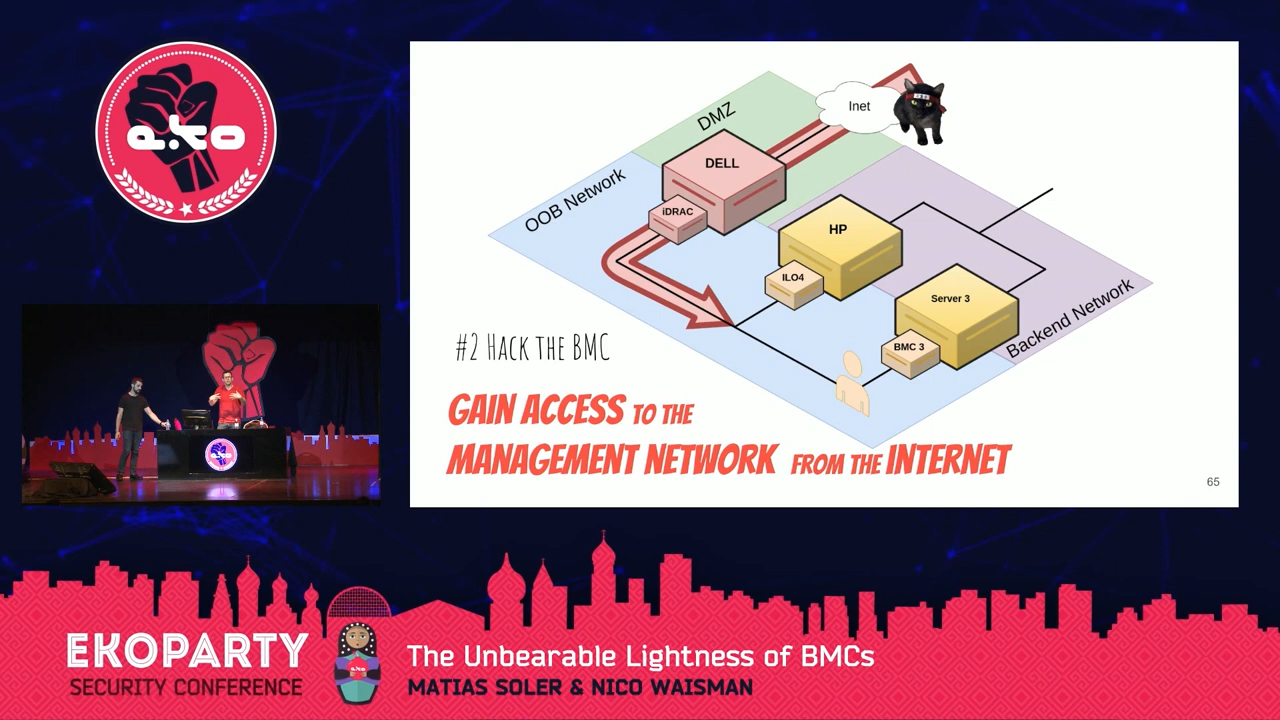 eko
Inet
DMZ
DELL
OOB Network
iDRAC
HP
ILO4
Server 3
BMC 3
Backend Network
#2 HACK THE BMC
GAIN ACCESS TO THE
MANAGEMENT NETWORK FROM THE INTERNET
65
EKOPARTY
SECURITY CONFERENCE
The Unbearable Lightness of BMCs
MATIAS SOLER & NICO WAISMAN